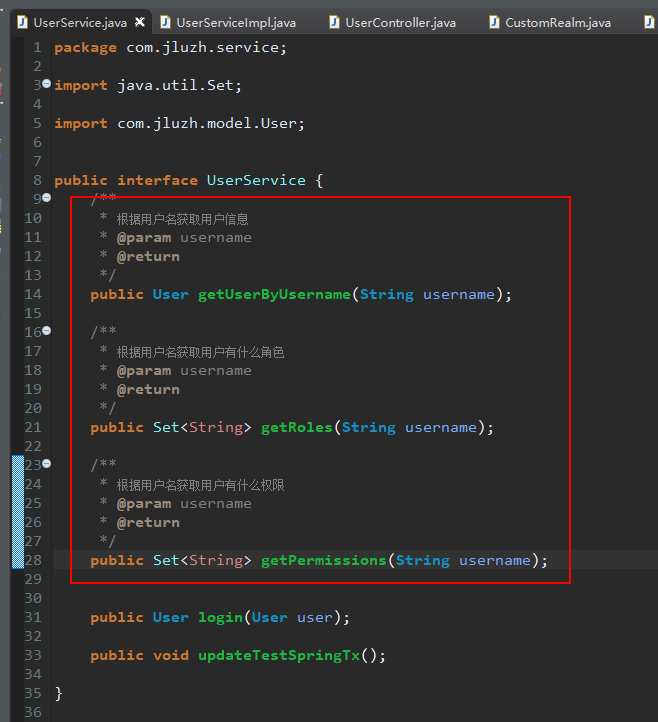 UserService.java UserServiceImpl.java UserController.java CustomRealm.java
1 package com.jluzh.service;
2
3 import java.util.Set;
4
5 import com.jluzh.model.User;
6
7
8 public interface UserService {
9 /**
10 * 根据用户名获取用户信息
11 * @param username
12 * @return
13 */
14 public User getUserByUsername(String username);
15
16 /**
17 * 根据用户名获取用户有什么角色
18 * @param username
19 * @return
20 */
21 public Set<String> getRoles(String username);
22
23 /**
24 * 根据用户名获取用户有什么权限
25 * @param username
26 * @return
27 */
28 public Set<String> getPermissions(String username);
29
30
31 public User login(User user);
32
33 public void updateTestSpringTx();
34
35 }
36